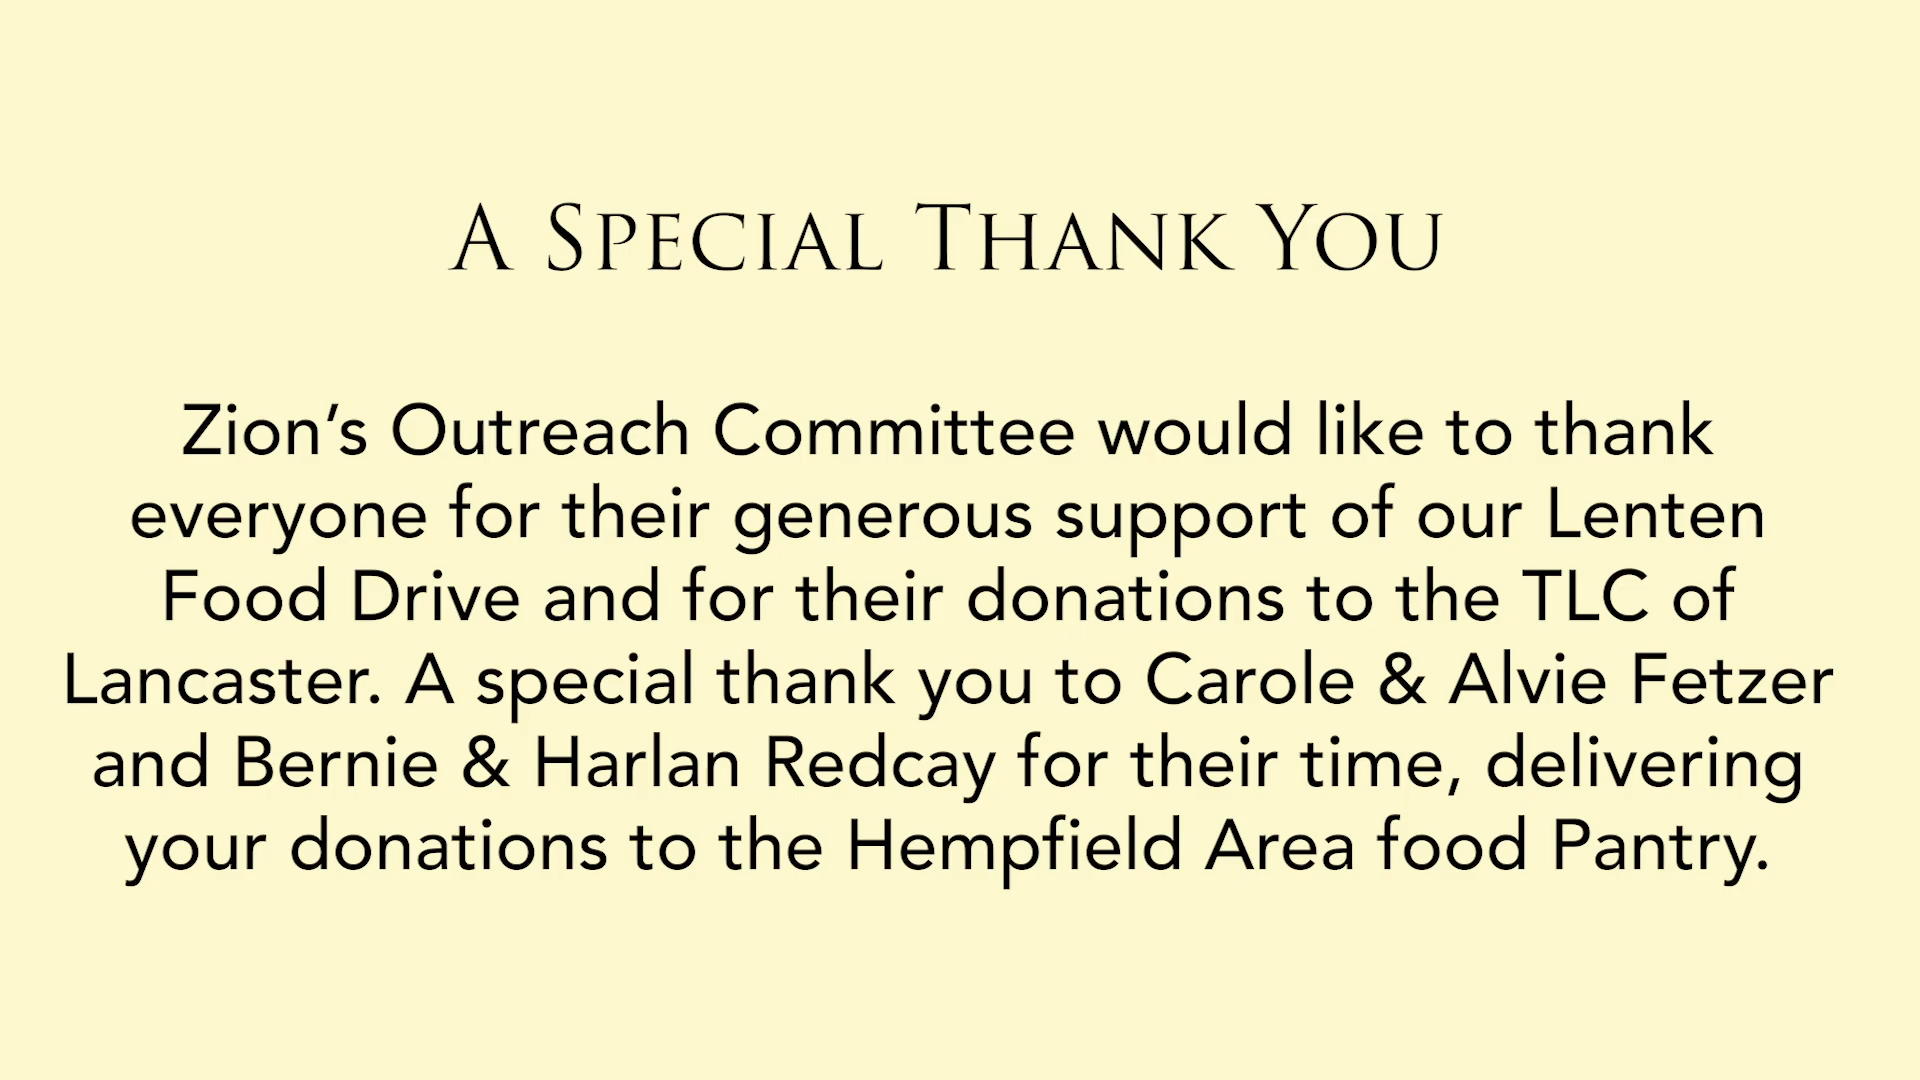 A Special Thank You
Zion’s Outreach Committee would like to thank
everyone for their generous support of our Lenten
Food Drive and for their donations to the TLC of
Lancaster. A special thank you to Carole & Alvie Fetzer
and Bernie & Harlan Redcay for their time, delivering
your donations to the Hempfield Area food Pantry.